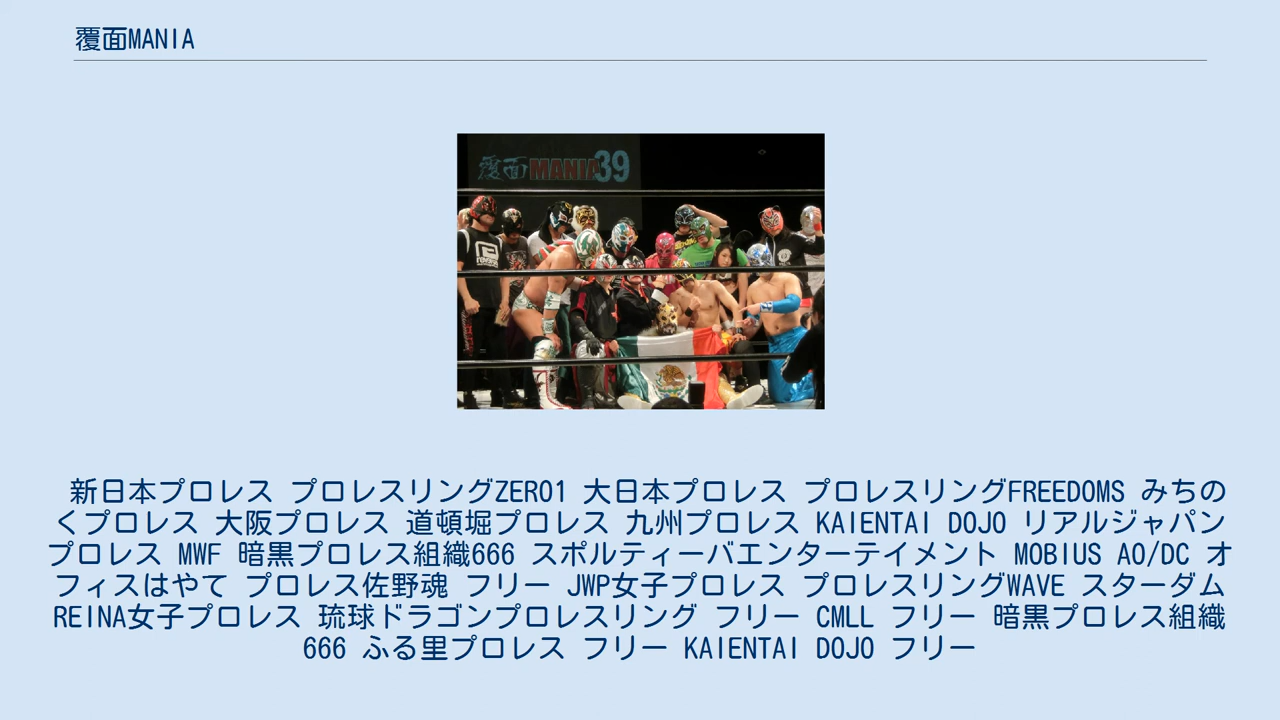 覆面MANIA
覆面MANIA39
新日本プロレス プロレスリングZERO1 大日本プロレス プロレスリングFREEDOMS みちの
くプロレス 大阪プロレス 道頓堀プロレス 九州プロレス KAIENTAI DOJO リアルジャパン
プロレス MWF 暗黒プロレス組織666 スポルティーバエンターテイメント MOBIUS AO/DC オ
フィスはやて プロレス佐野魂 フリー JWP女子プロレス プロレスリングWAVE スターダム
REINA女子プロレス 琉球ドラゴンプロレスリング フリー CMLL フリー 暗黒プロレス組織
666 ふる里プロレス フリー KAIENTAI DOJO フリー